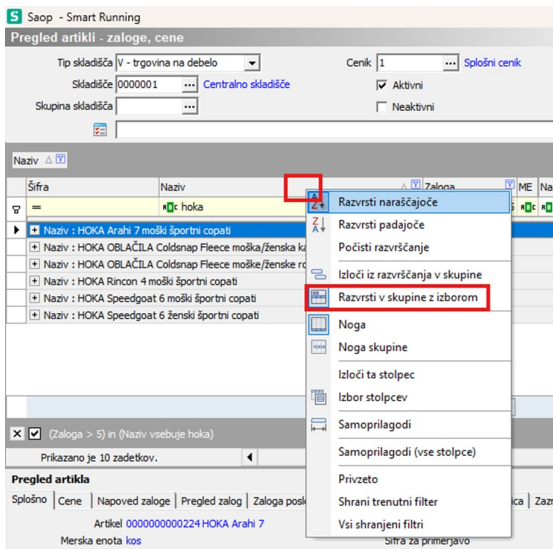 Saop - Smart Running
Pregled artikli - zaloge, cene
Tip skladišča V - trgovina na debelo Cenik 1 ... Splošni cenik
Skladišče 0000001 ... Centralno skladišče Aktivni
Skupina skladišča ... Neaktivni
Naziv
Šifra Naziv Zaloga ME Na
= hoka
Naziv : HOKA Arahi 7 moški športni copati
Naziv : HOKA OBLAČILA Coldsnap Fleece moška/ženska
Naziv : HOKA OBLAČILA Coldsnap Fleece moške/ženske
Naziv : HOKA Rincon 4 moški športni copati
Naziv : HOKA Speedgoat 6 moški športni copati
Naziv : HOKA Speedgoat 6 ženski športni copati
Razvrsti naraščajoče
Razvrsti padajoče
Počisti razvrščanje
Izloči iz razvrščanja v skupine
Razvrsti v skupine z izborom
Noga
Noga skupine
Izloči ta stolpec
Izbor stolpcev
Samoprilagodi
Samoprilagodi (vse stolpce)
Privzeto
Shrani trenutni filter
Vsi shranjeni filtri
(Zaloga > 5) in (Naziv vsebuje hoka)
Prikazano je 10 zadetkov.
Pregled artikla
Splošno Cene Napoved zaloge Pregled zalog Zaloga
Artikel 0000000000224 HOKA Arahi 7
Merska enota kos Šifra za primerjavo